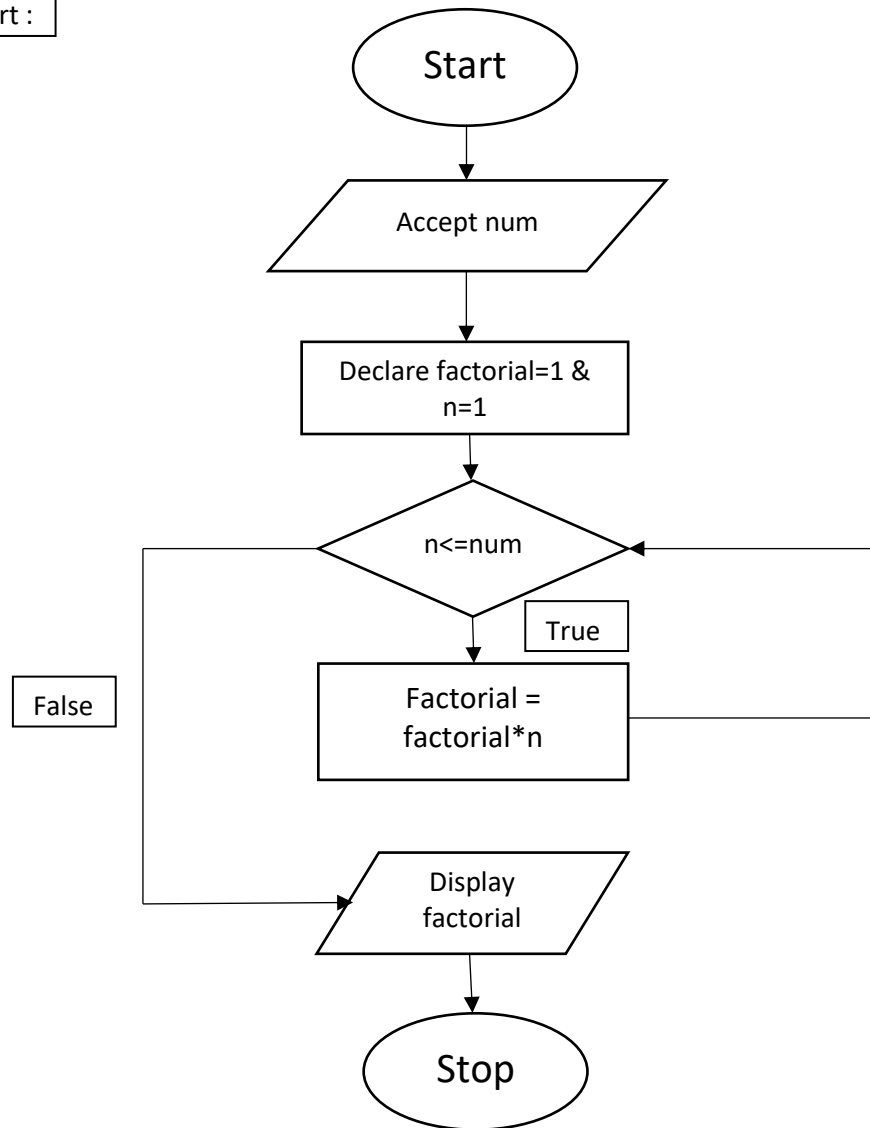 rt :
Start
Accept num
Declare factorial=1 &
n=1
n<=num
True
Factorial =
factorial*n
False
Display
factorial
Stop